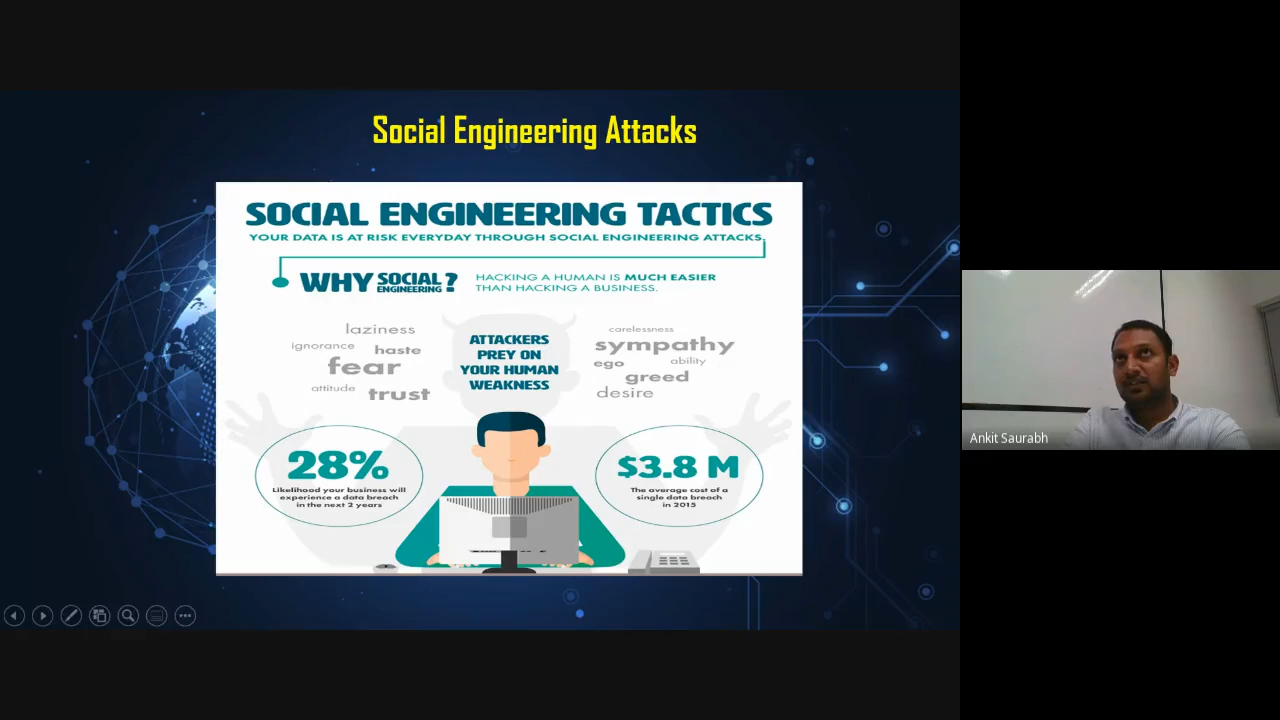 Social Engineering Attacks
SOCIAL ENGINEERING TACTICS
YOUR DATA IS AT RISK EVERYDAY THROUGH SOCIAL ENGINEERING ATTACKS.
WHY SOCIAL ENGINEERING?
HACKING A HUMAN IS MUCH EASIER
THAN HACKING A BUSINESS.
laziness
ignorance haste
fear
attitude trust
ATTACKERS
PREY ON
YOUR HUMAN
WEAKNESS
carelessness
sympathy
ego ability
greed
desire
28%
Likelihood your business will
experience a data breach
in the next 2 years
$3.8 M
The average cost of a
single data breach
in 2015
Ankit Saurabh